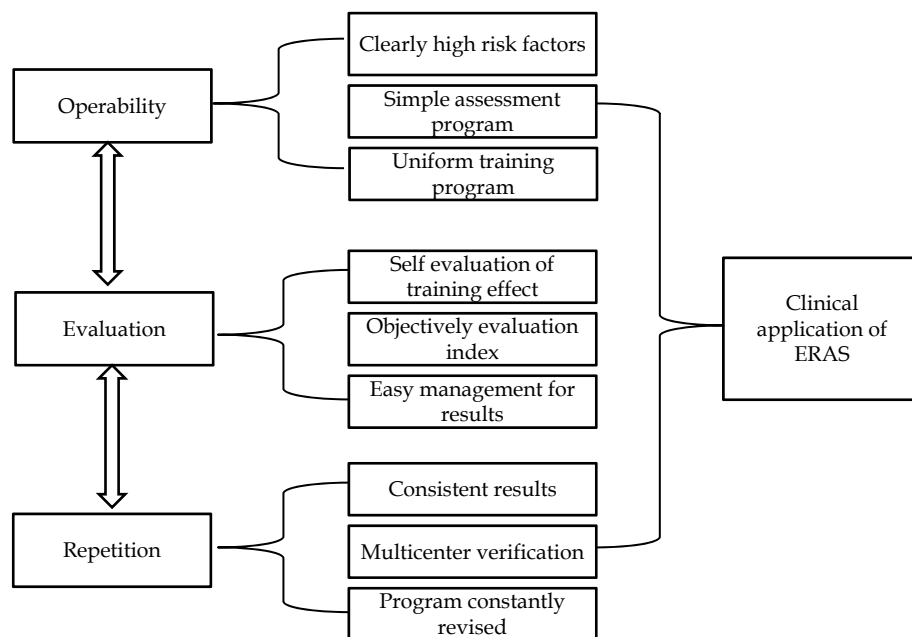 Operability
Clearly high risk factors
Simple assessment
program
Uniform training
program
Evaluation
Self evaluation of
training effect
Objectively evaluation
index
Easy management for
results
Repetition
Consistent results
Multicenter verification
Program constantly
revised
Clinical
application of
ERAS